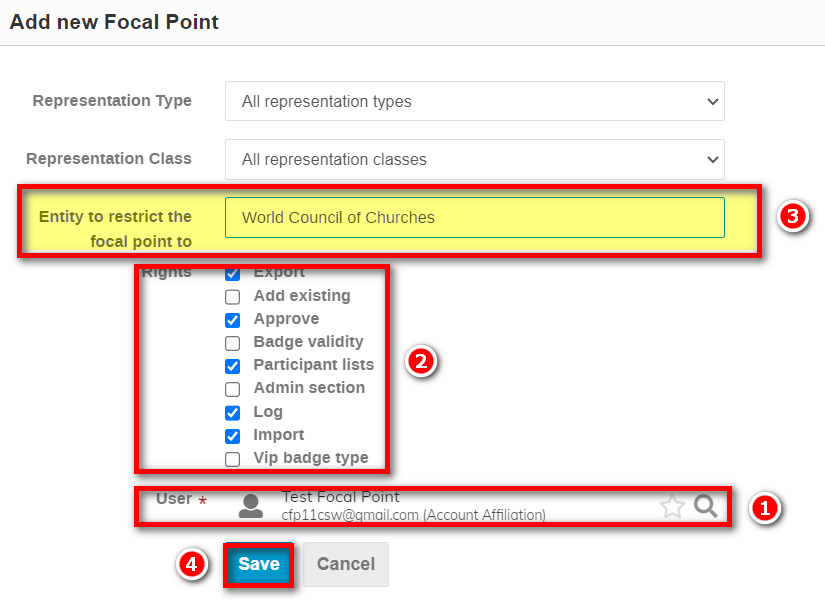 Add new Focal Point
Representation Type
All representation types
Representation Class
All representation classes
Entity to restrict the
focal point to
World Council of Churches
3
Rights
Export
Add existing
Approve
Badge validity
Participant lists
Admin section
Log
Import
Vip badge type
2
User *
Test Focal Point
cfp11csw@gmail.com (Account Affiliation)
1
4
Save
Cancel